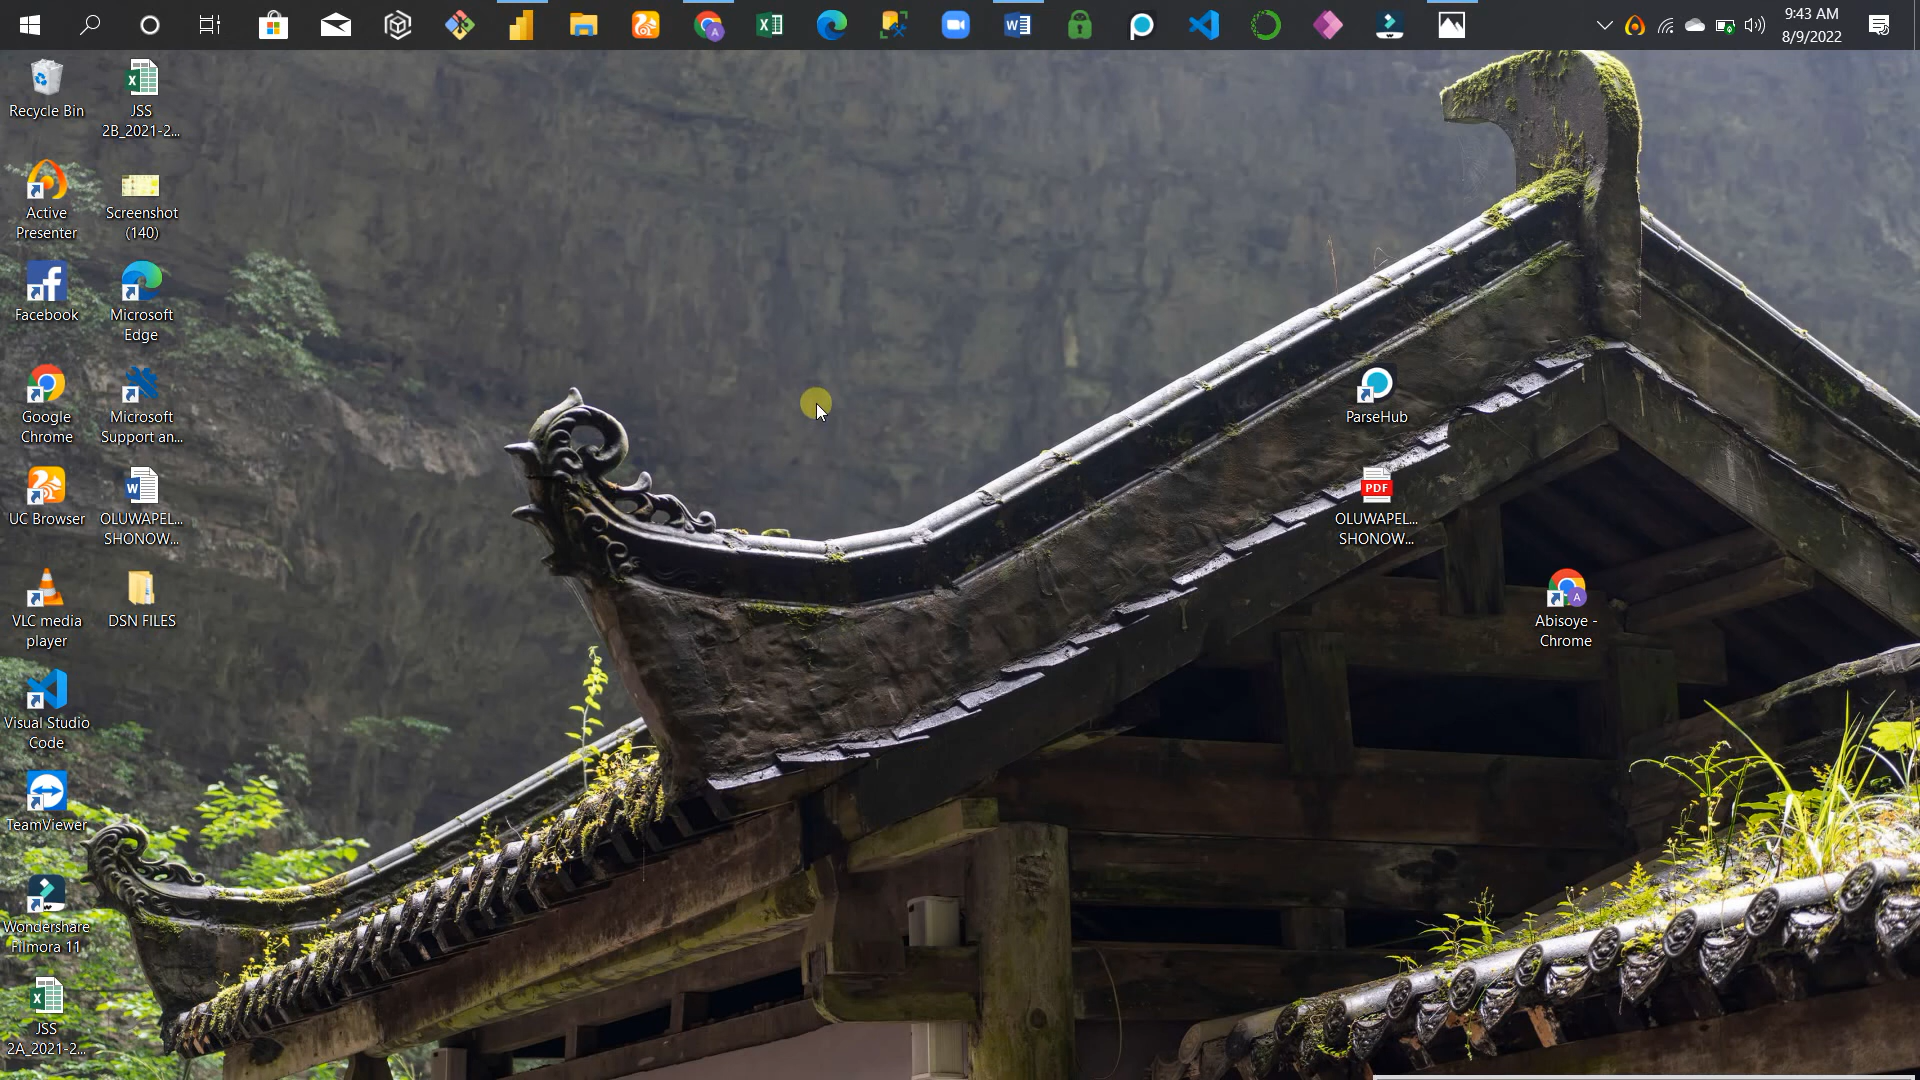 9:43 AM
8/9/2022
Recycle Bin
JSS
2B_2021-2...
Active
Presenter
Screenshot
(140)
Facebook
Microsoft
Edge
Google
Chrome
Microsoft
Support an...
ParseHub
UC Browser
OLUWAPEL...
SHONOW...
PDF
OLUWAPEL...
SHONOW...
VLC media
player
DSN FILES
A
Abisoye -
Chrome
Visual Studio
Code
TeamViewer
Wondershare
Filmora 11
JSS
2A_2021-2...